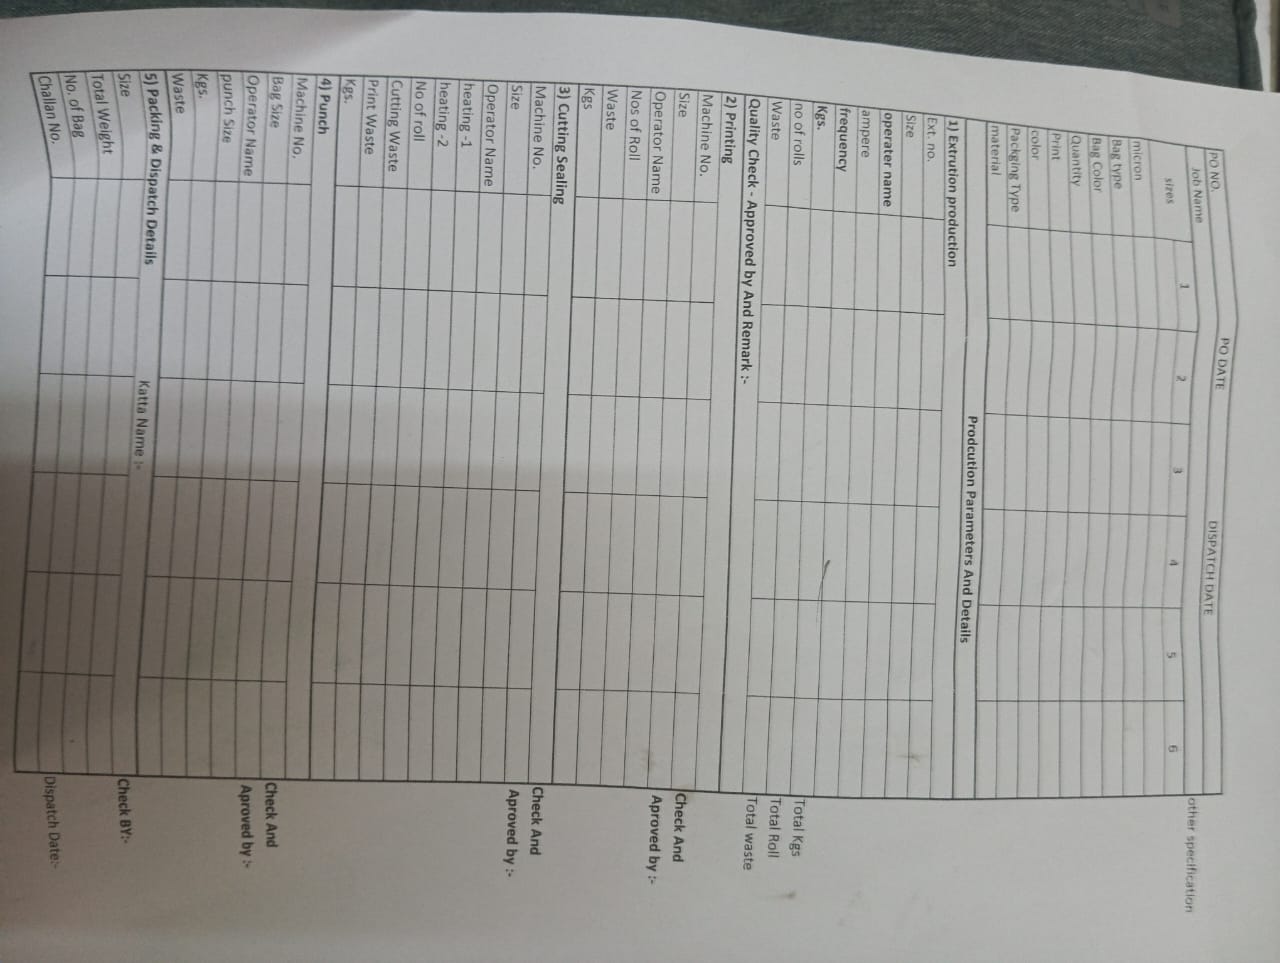 PO NO. PO DATE DISPATCH DATE
Job Name other specification
sizes 1 2 3 4 5 6
micron
Bag type
Bag Color
Quantity
Print
color
Packging Type
material
Prodcution Parameters And Details
1) Extrution production
Ext. no.
Size
operater name
ampere
frequency
Kgs.
no of rolls Total Kgs
Waste Total Roll
Quality Check - Approved by And Remark :- Total waste
2) Printing
Machine No.
Size Check And
Operator Name Aproved by :-
Nos of Roll
Waste
Kgs
3) Cutting Sealing
Machine No. Check And
Size Aproved by :-
Operator Name
heating -1
heating -2
No of roll
Cutting Waste
Print Waste
Kgs.
4) Punch
Machine No.
Bag Size Check And
Operator Name Aproved by :-
punch Size
Kgs.
Waste
5) Packing & Dispatch Details Katta Name :-
Size Check BY:-
Total Weight
No. of Bag
Challan No. Dispatch Date:-